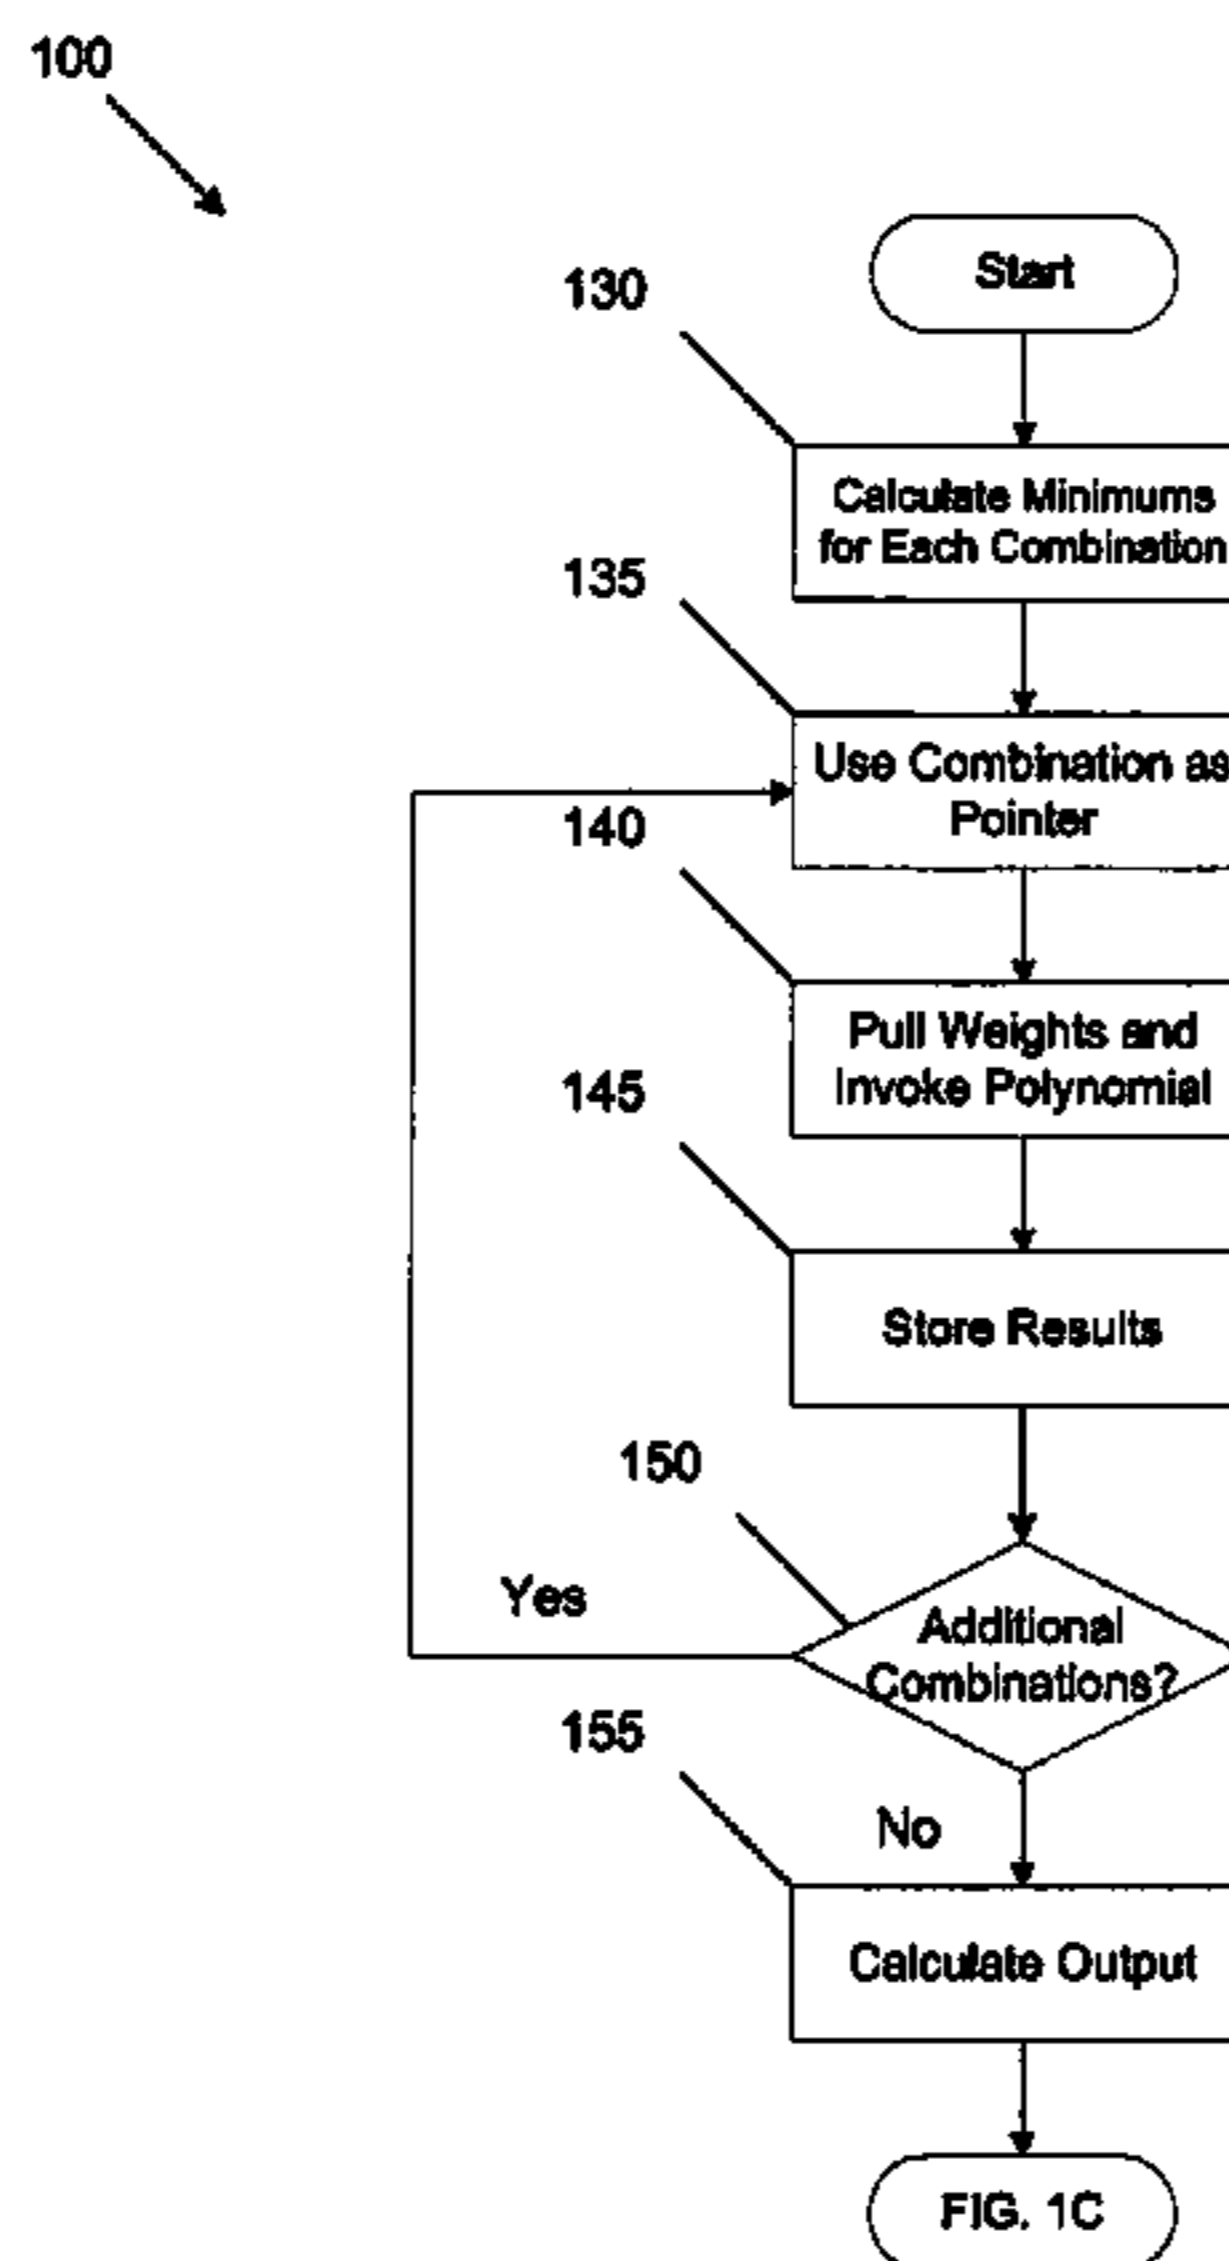 100
Start
130
Calculate Minimums
for Each Combination
135
Use Combination as
Pointer
140
Pull Weights and
Invoke Polynomial
145
Store Results
150
Yes
Additional
Combinations?
155
No
Calculate Output
FIG. 1C